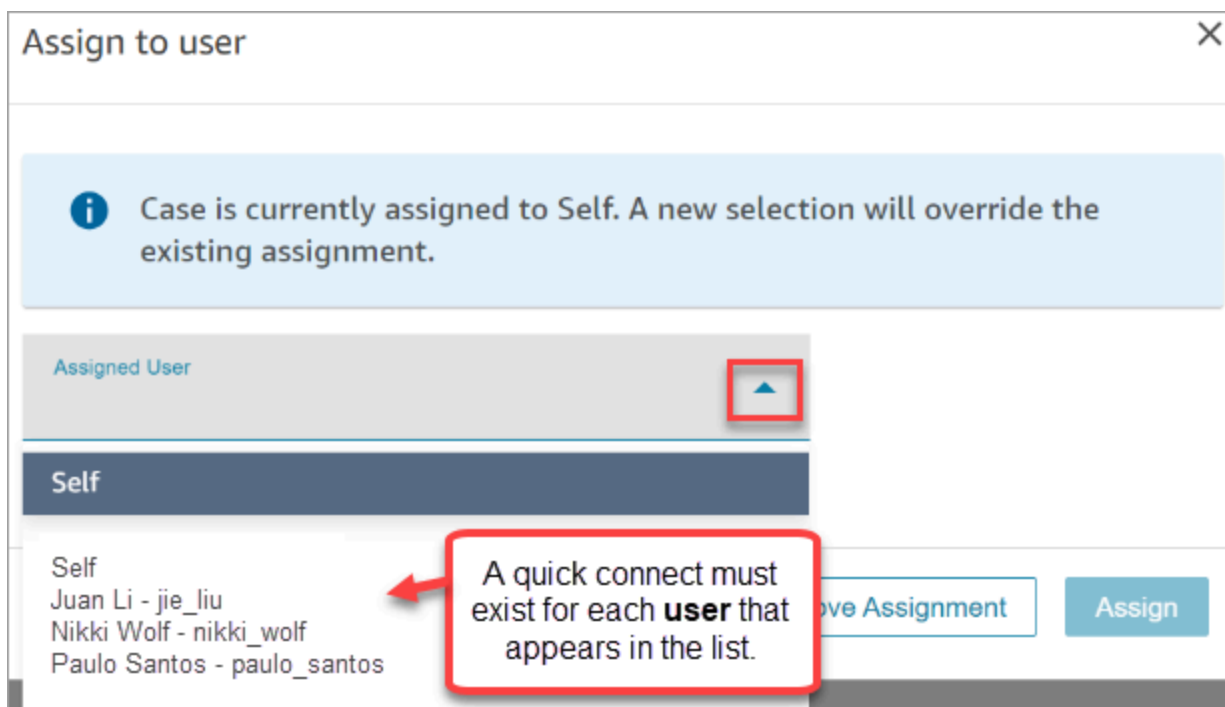 Assign to user
Case is currently assigned to Self. A new selection will override the
existing assignment.
Assigned User
Self
Self
Juan Li - jie_liu
Nikki Wolf - nikki_wolf
Paulo Santos - paulo_santos
A quick connect must
exist for each user that
appears in the list.
ove Assignment
Assign